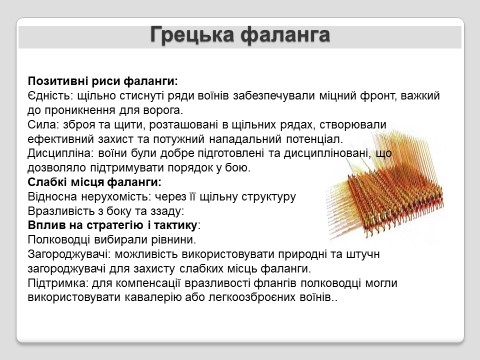 Грецька фаланга
Позитивні риси фаланги:
Єдність: щільно стиснуті ряди воїнів забезпечували міцний фронт, важкий
до проникнення для ворога.
Сила: зброя та щити, розташовані в щільних рядах, створювали
ефективний захист та потужний нападальний потенціал.
Дисципліна: воїни були добре підготовлені та дисципліновані, що
дозволяло підтримувати порядок у бою.
Слабкі місця фаланги:
Відносна нерухомість: через її щільну структуру
Вразливість з боку та ззаду:
Вплив на стратегію і тактику:
Полководці вибирали рівнини.
Загороджувачі: можливість використовувати природні та штучн
загороджувачі для захисту слабких місць фаланги.
Підтримка: для компенсації вразливості флангів полководці могли
використовувати кавалерію або легкоозброєних воїнів..